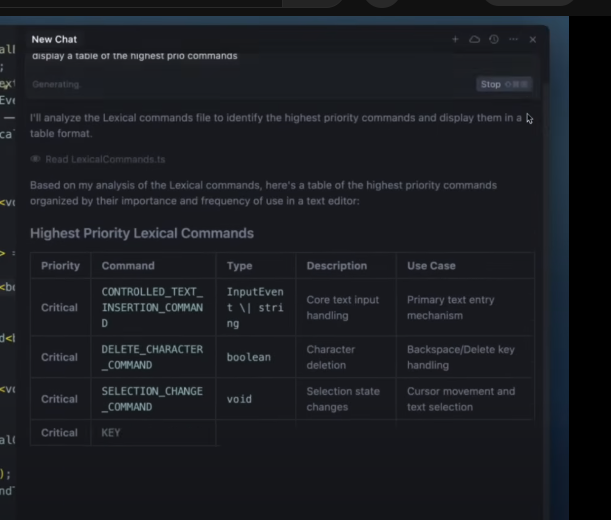 New Chat
display a table of the highest prio commands
Generating.
Stop
I'll analyze the Lexical commands file to identify the highest priority commands and display them in a
table format.
Read LexicalCommands.ts
Based on my analysis of the Lexical commands, here's a table of the highest priority commands
organized by their importance and frequency of use in a text editor:
Highest Priority Lexical Commands
Priority Command Type Description Use Case
Critical CONTROLLED_TEXT_INSERTION_COMMAND InputEvent \| string Core text input handling Primary text entry mechanism
Critical DELETE_CHARACTER_COMMAND boolean Character deletion Backspace/Delete key handling
Critical SELECTION_CHANGE_COMMAND void Selection state changes Cursor movement and text selection
Critical KEY